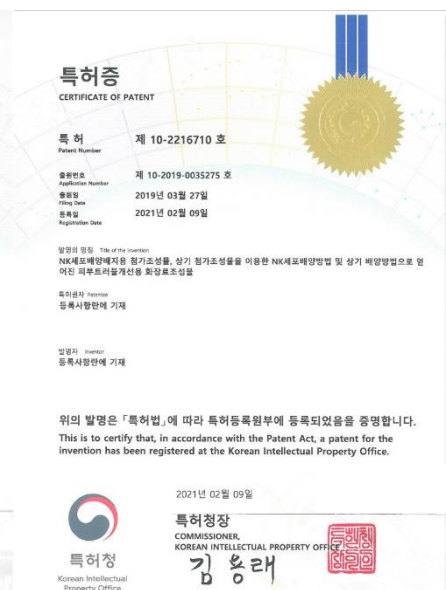 특허증
CERTIFICATE OF PATENT
특 허 제 10-2216710 호
Patent Number
출원번호 제 10-2019-0035275 호
Application Number
출원일 2019년 03월 27일
Filing Date
등록일 2021년 02월 09일
Registration Date
발명의 명칭 Title of the Invention
NK세포배양배지용 첨가조성물, 상기 첨가조성물을 이용한 NK세포배양방법 및 상기 배양방법으로 얻
어진 피부트러블개선용 화장료조성물
특허권자 Patentee
등록사항란에 기재
발명자 Inventor
등록사항란에 기재
위의 발명은 「특허법」에 따라 특허등록원부에 등록되었음을 증명합니다.
This is to certify that, in accordance with the Patent Act, a patent for the
invention has been registered at the Korean Intellectual Property Office.
2021년 02월 09일
특허청장
COMMISSIONER,
KOREAN INTELLECTUAL PROPERTY OFFICE
김용래
특허청
Korean Intellectual
Property Office